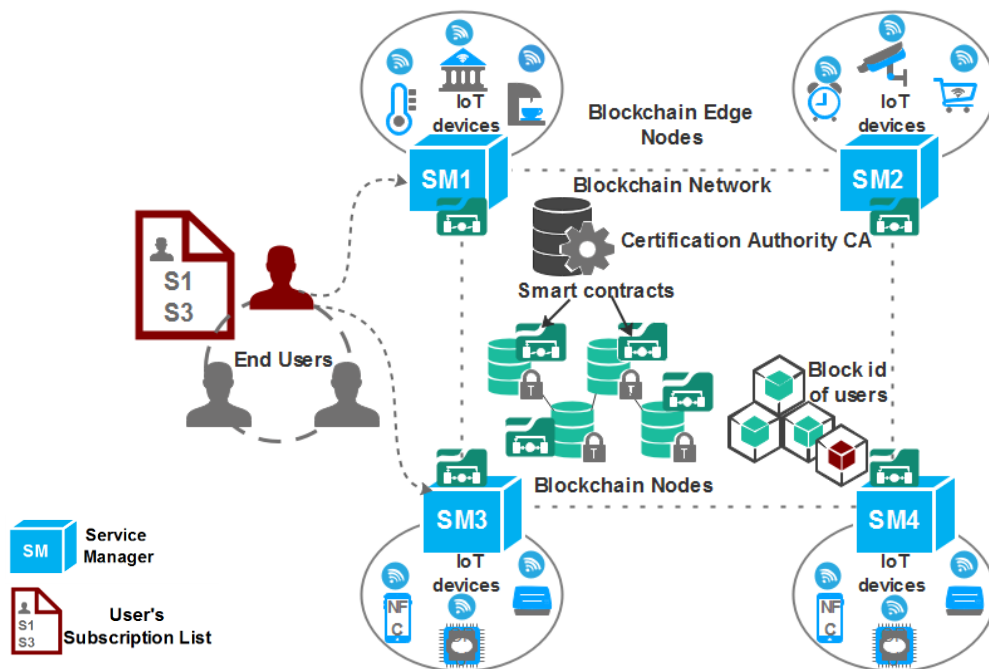 IoT
devices
IoT
devices
Blockchain Edge
Nodes
SM1
SM2
Blockchain Network
Certification Authority CA
S1
S3
Smart contracts
End Users
T
T
T
T
Block id
of users
Blockchain Nodes
SM3
SM4
IoT
devices
IoT
devices
SM
Service
Manager
NF
C
NF
C
S1
S3
User's
Subscription List